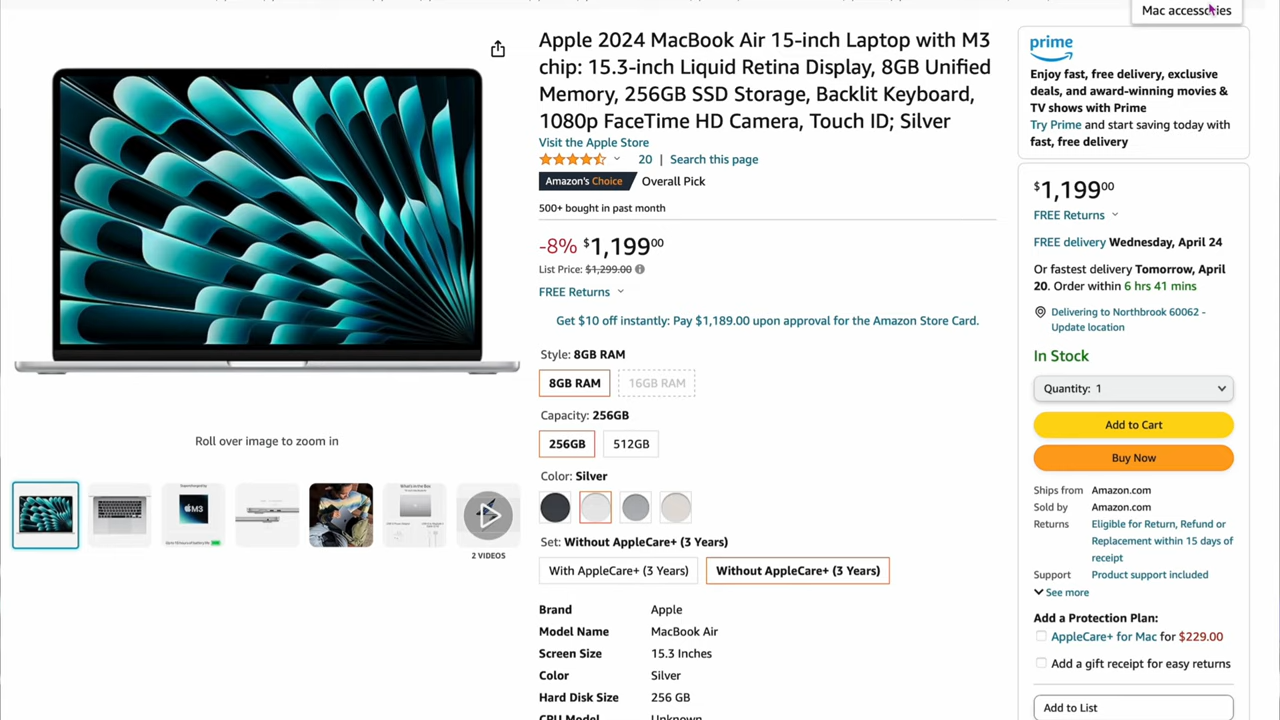 Mac accessories
Apple 2024 MacBook Air 15-inch Laptop with M3
chip: 15.3-inch Liquid Retina Display, 8GB Unified
Memory, 256GB SSD Storage, Backlit Keyboard,
1080p FaceTime HD Camera, Touch ID; Silver
Visit the Apple Store
20 | Search this page
Amazon's Choice Overall Pick
500+ bought in past month
-8% $1,199.00
List Price: $1,299.00
FREE Returns
Get $10 off instantly: Pay $1,189.00 upon approval for the Amazon Store Card.
Style: 8GB RAM
8GB RAM 16GB RAM
Capacity: 256GB
256GB 512GB
Color: Silver
Set: Without AppleCare+ (3 Years)
With AppleCare+ (3 Years) Without AppleCare+ (3 Years)
Brand Apple
Model Name MacBook Air
Screen Size 15.3 Inches
Color Silver
Hard Disk Size 256 GB
CPU Model Unknown
Roll over image to zoom in
M3
2 VIDEOS
prime
Enjoy fast, free delivery, exclusive
deals, and award-winning movies &
TV shows with Prime
Try Prime and start saving today with
fast, free delivery
$1,199.00
FREE Returns
FREE delivery Wednesday, April 24
Or fastest delivery Tomorrow, April
20. Order within 6 hrs 41 mins
Delivering to Northbrook 60062 -
Update location
In Stock
Quantity: 1
Add to Cart
Buy Now
Ships from Amazon.com
Sold by Amazon.com
Returns Eligible for Return, Refund or
Replacement within 15 days of
receipt
Support Product support included
See more
Add a Protection Plan:
AppleCare+ for Mac for $229.00
Add a gift receipt for easy returns
Add to List